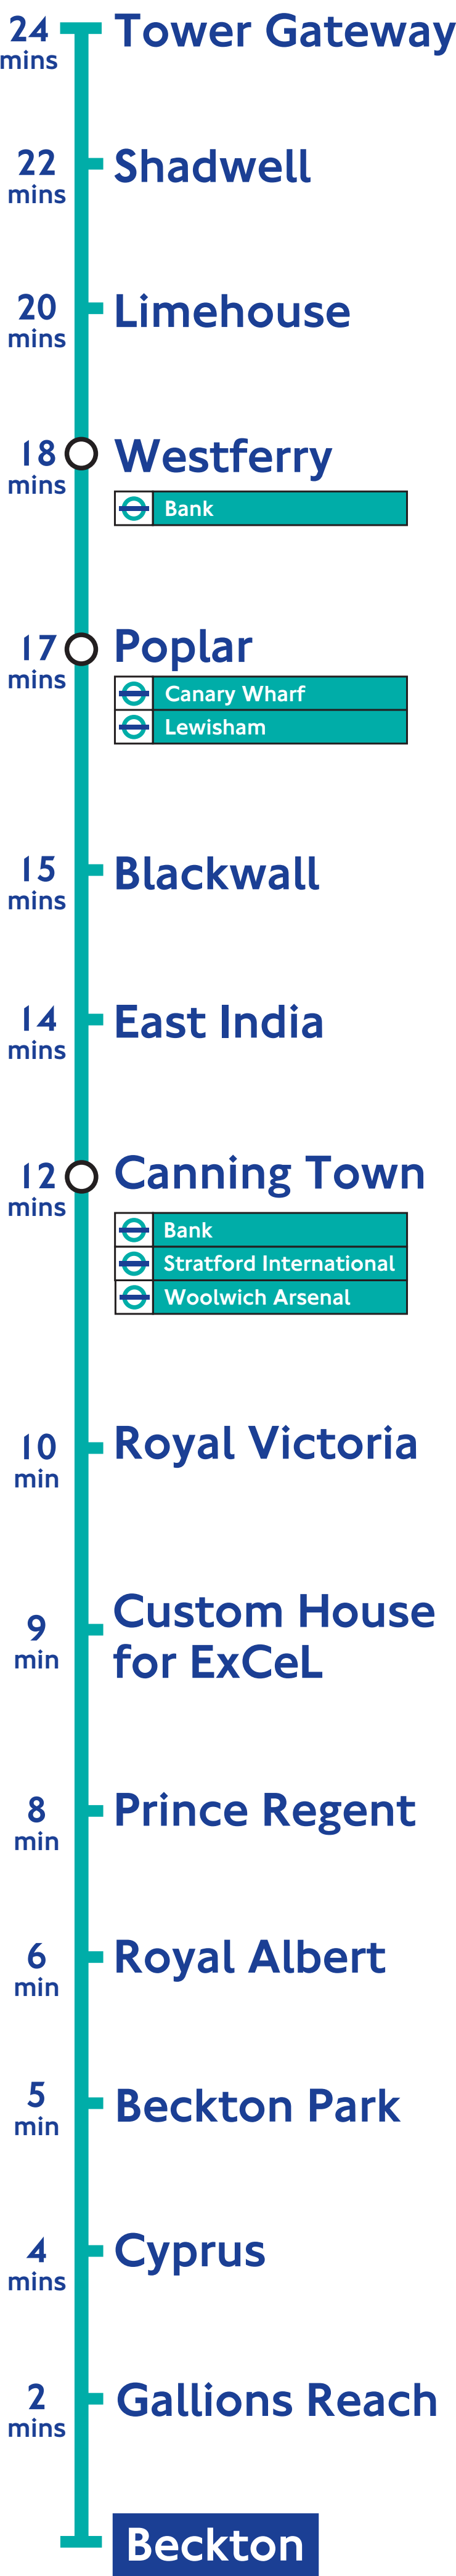 24 Tower Gateway
mins
22 Shadwell
mins
20 Limehouse
mins
18 Westferry
mins
Bank
17 Poplar
mins
Canary Wharf
Lewisham
15 Blackwall
mins
14 East India
mins
12 Canning Town
mins
Bank
Stratford International
Woolwich Arsenal
10 Royal Victoria
min
9 Custom House
min for ExCeL
8 Prince Regent
min
6 Royal Albert
min
5 Beckton Park
min
4 Cyprus
mins
2 Gallions Reach
mins
Beckton